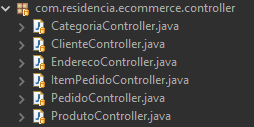 com.residencia.ecommerce.controller
CategoriaController.java
ClienteController.java
EnderecoController.java
ItemPedidoController.java
PedidoController.java
ProdutoController.java